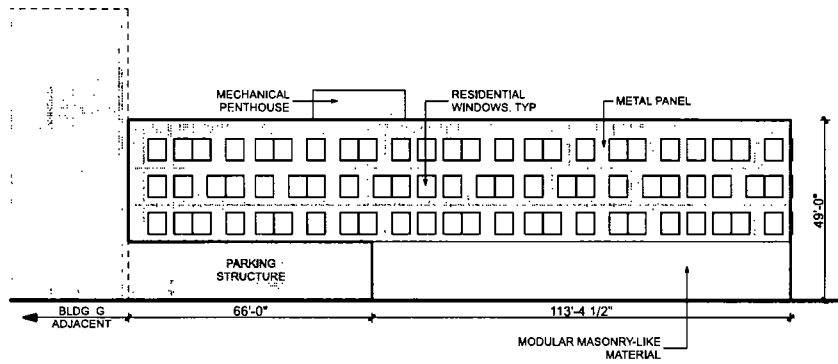 MECHANICAL
PENTHOUSE
RESIDENTIAL
WINDOWS, TYP
METAL PANEL
49'-0"
PARKING
STRUCTURE
BLDG G
ADJACENT
66'-0"
113'-4 1/2"
MODULAR MASONRY-LIKE
MATERIAL